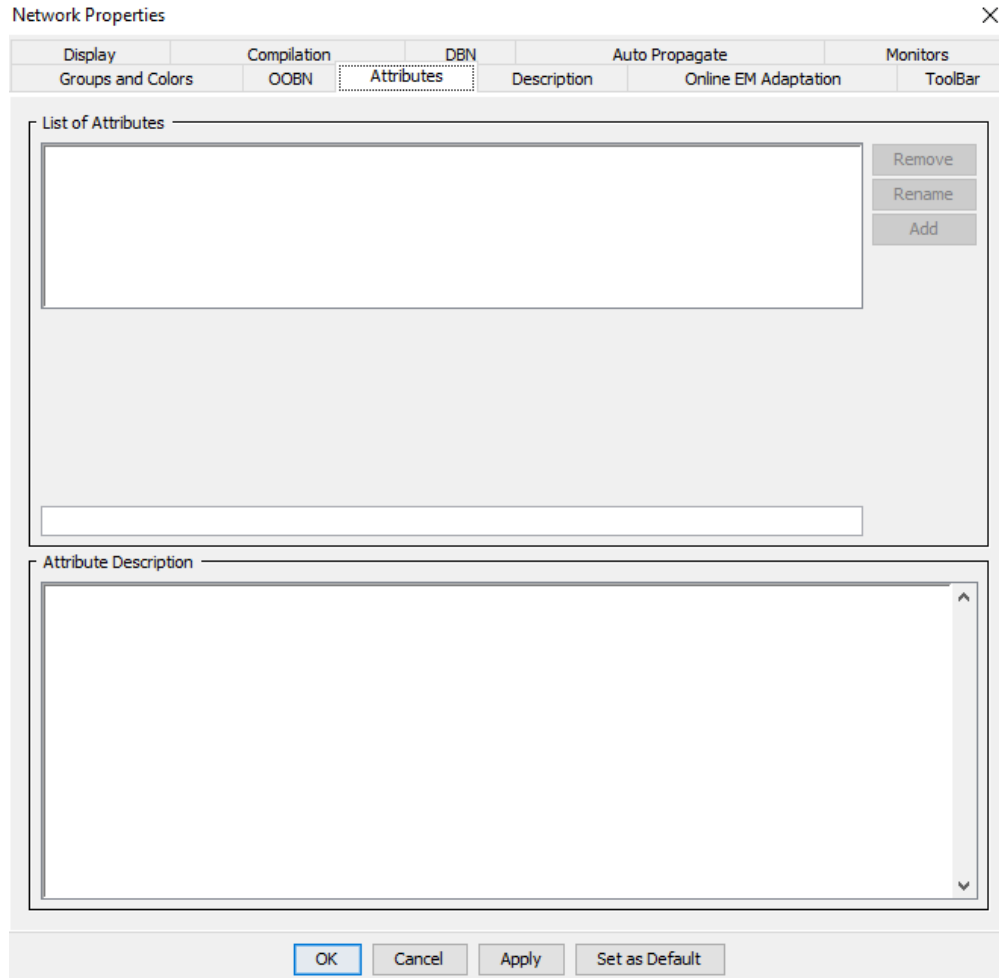 Network Properties
Display Compilation DBN Auto Propagate Monitors
Groups and Colors OOBN Attributes Description Online EM Adaptation ToolBar
List of Attributes
Remove
Rename
Add
Attribute Description
OK Cancel Apply Set as Default